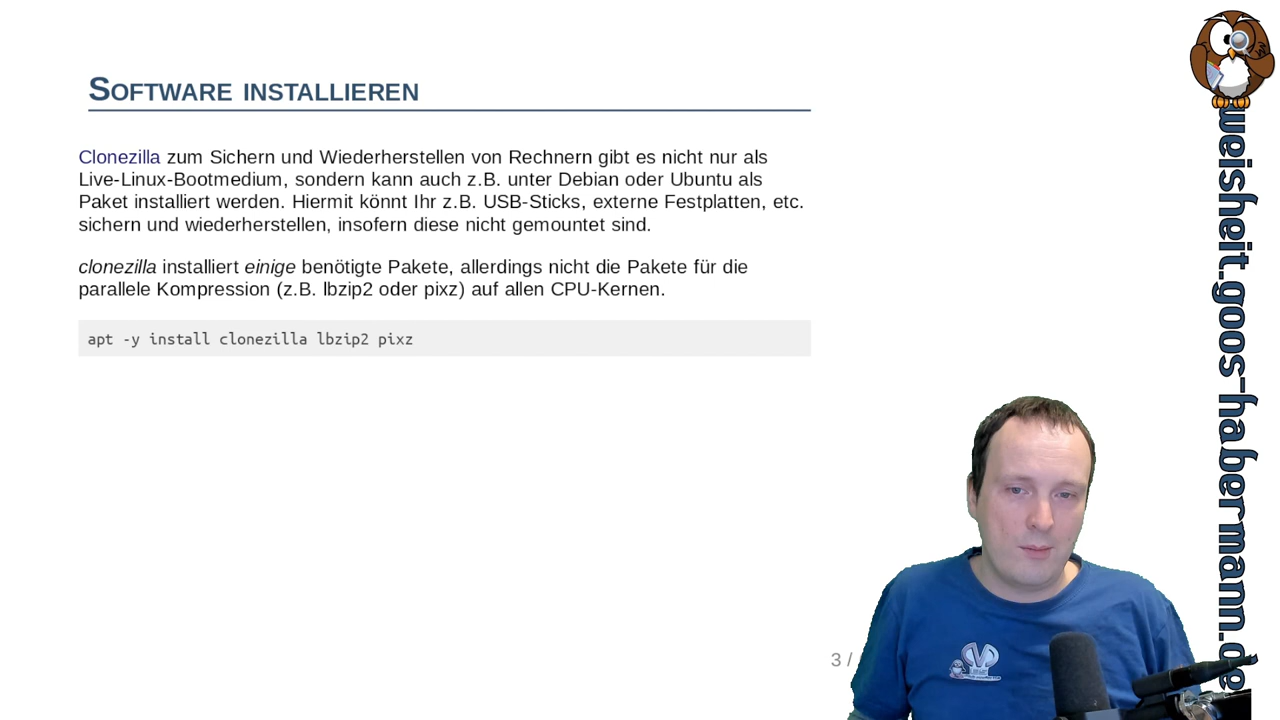 Software installieren
Clonezilla zum Sichern und Wiederherstellen von Rechnern gibt es nicht nur als
Live-Linux-Bootmedium, sondern kann auch z.B. unter Debian oder Ubuntu als
Paket installiert werden. Hiermit könnt Ihr z.B. USB-Sticks, externe Festplatten, etc.
sichern und wiederherstellen, insofern diese nicht gemountet sind.
clonezilla installiert einige benötigte Pakete, allerdings nicht die Pakete für die
parallele Kompression (z.B. lbzip2 oder pixz) auf allen CPU-Kernen.
apt -y install clonezilla lbzip2 pixz
3 /
weisheit.goos-habermann.de